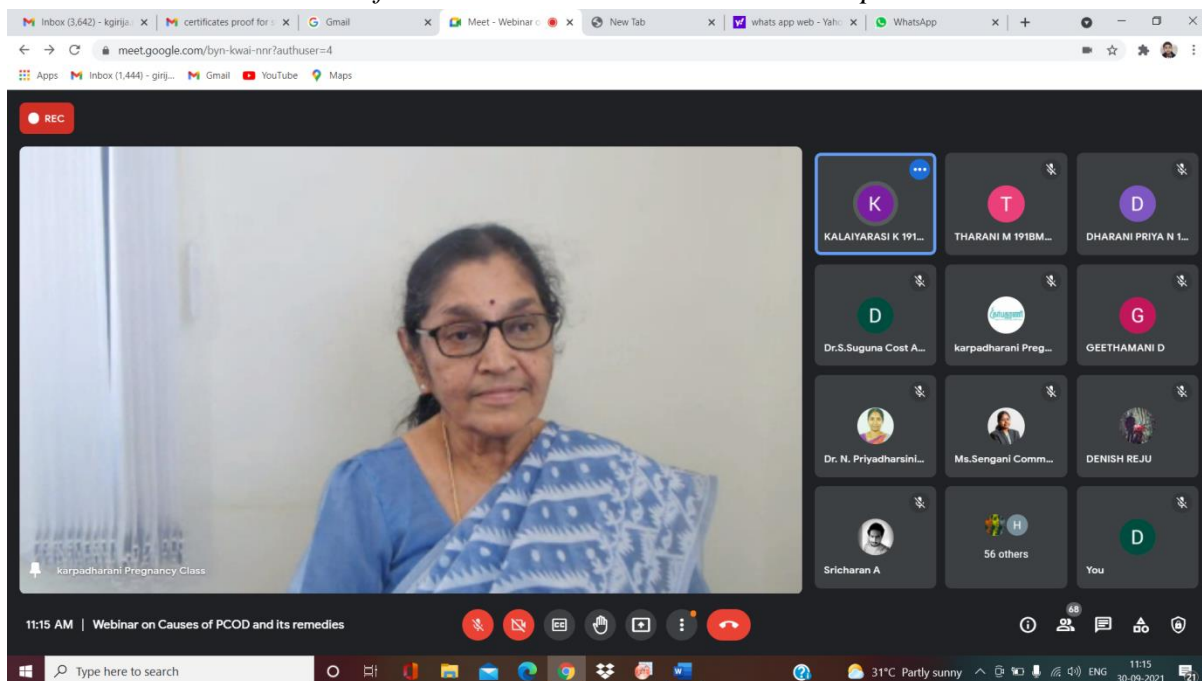 Inbox (3,642) - kgirija.s
certificates proof for s
Gmail
Meet - Webinar o
New Tab
whats app web - Yaho
WhatsApp
meet.google.com/byn-kwai-nnr?authuser=4
Apps
Inbox (1,444) - girij...
Gmail
YouTube
Maps
REC
K
KALAIYARASI K 191...
T
THARANI M 191BM...
D
DHARANI PRIYA N 1...
D
Dr.S.Suguna Cost A...
karpadharani Preg...
G
GEETHAMANI D
Dr. N. Priyadharsini...
Ms.Sengani Comm...
DENISH REJU
Sricharan A
H
56 others
D
You
karpadharani Pregnancy Class
11:15 AM | Webinar on Causes of PCOD and its remedies
CC
68
Type here to search
31°C Partly sunny
ENG
11:15
30-09-2021
21